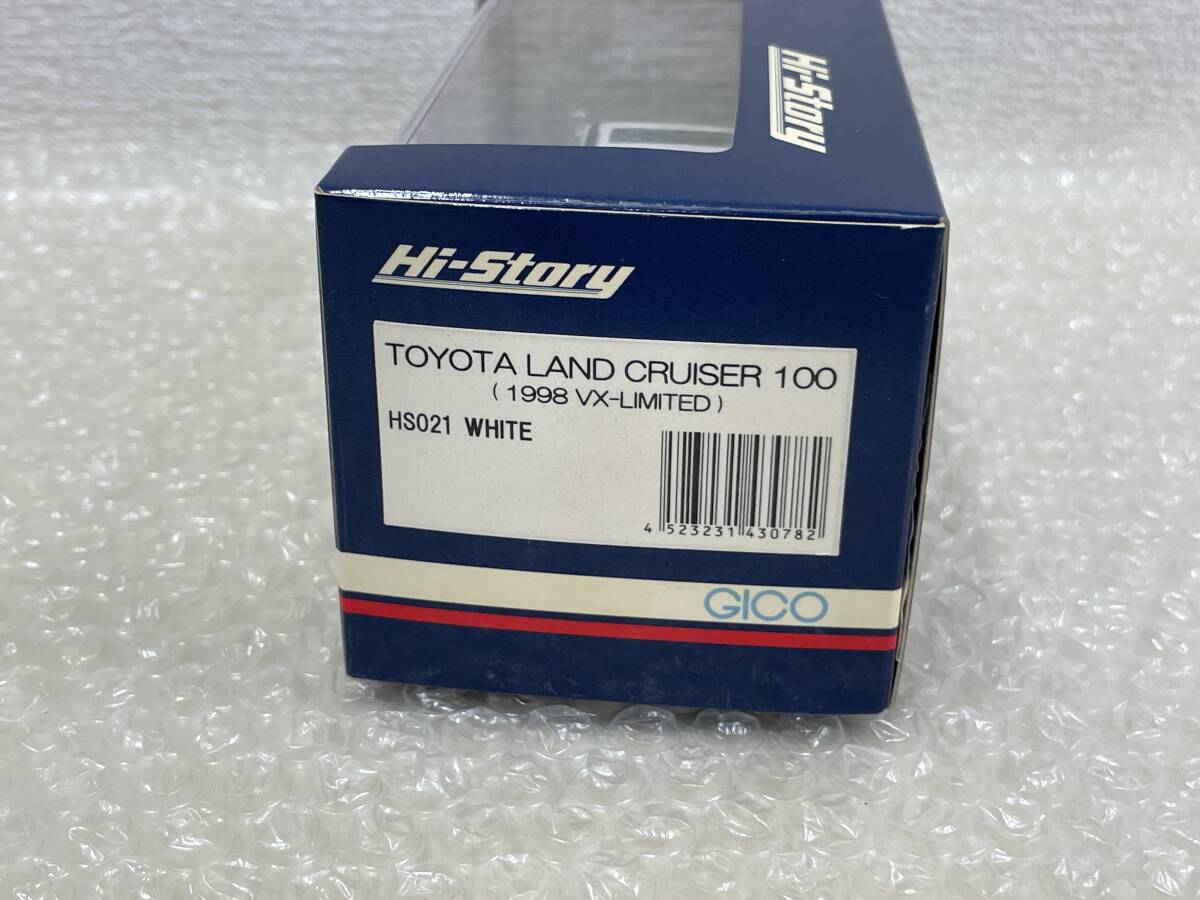 Hi-Story
Hi-Story
TOYOTA LAND CRUISER 100
( 1998 VX-LIMITED )
HS021 WHITE
4 523231 430782
GICO